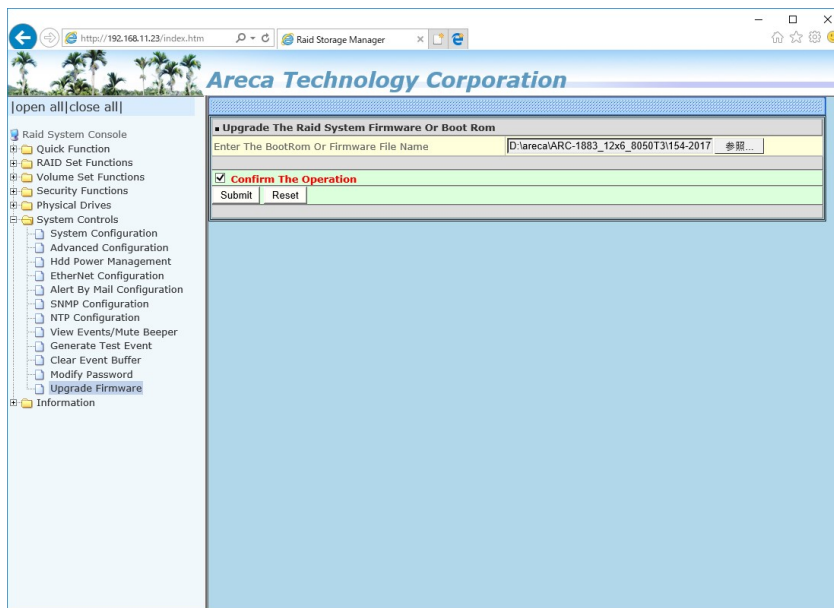 http://192.168.11.23/index.htm
Raid Storage Manager
Areca Technology Corporation
|open all|close all|
Raid System Console
Quick Function
RAID Set Functions
Volume Set Functions
Security Functions
Physical Drives
System Controls
System Configuration
Advanced Configuration
Hdd Power Management
EtherNet Configuration
Alert By Mail Configuration
SNMP Configuration
NTP Configuration
View Events/Mute Beeper
Generate Test Event
Clear Event Buffer
Modify Password
Upgrade Firmware
Information
Upgrade The Raid System Firmware Or Boot Rom
Enter The BootRom Or Firmware File Name D:\areca\ARC-1883_12x6_8050T3\154-2017 参照...
Confirm The Operation
Submit Reset